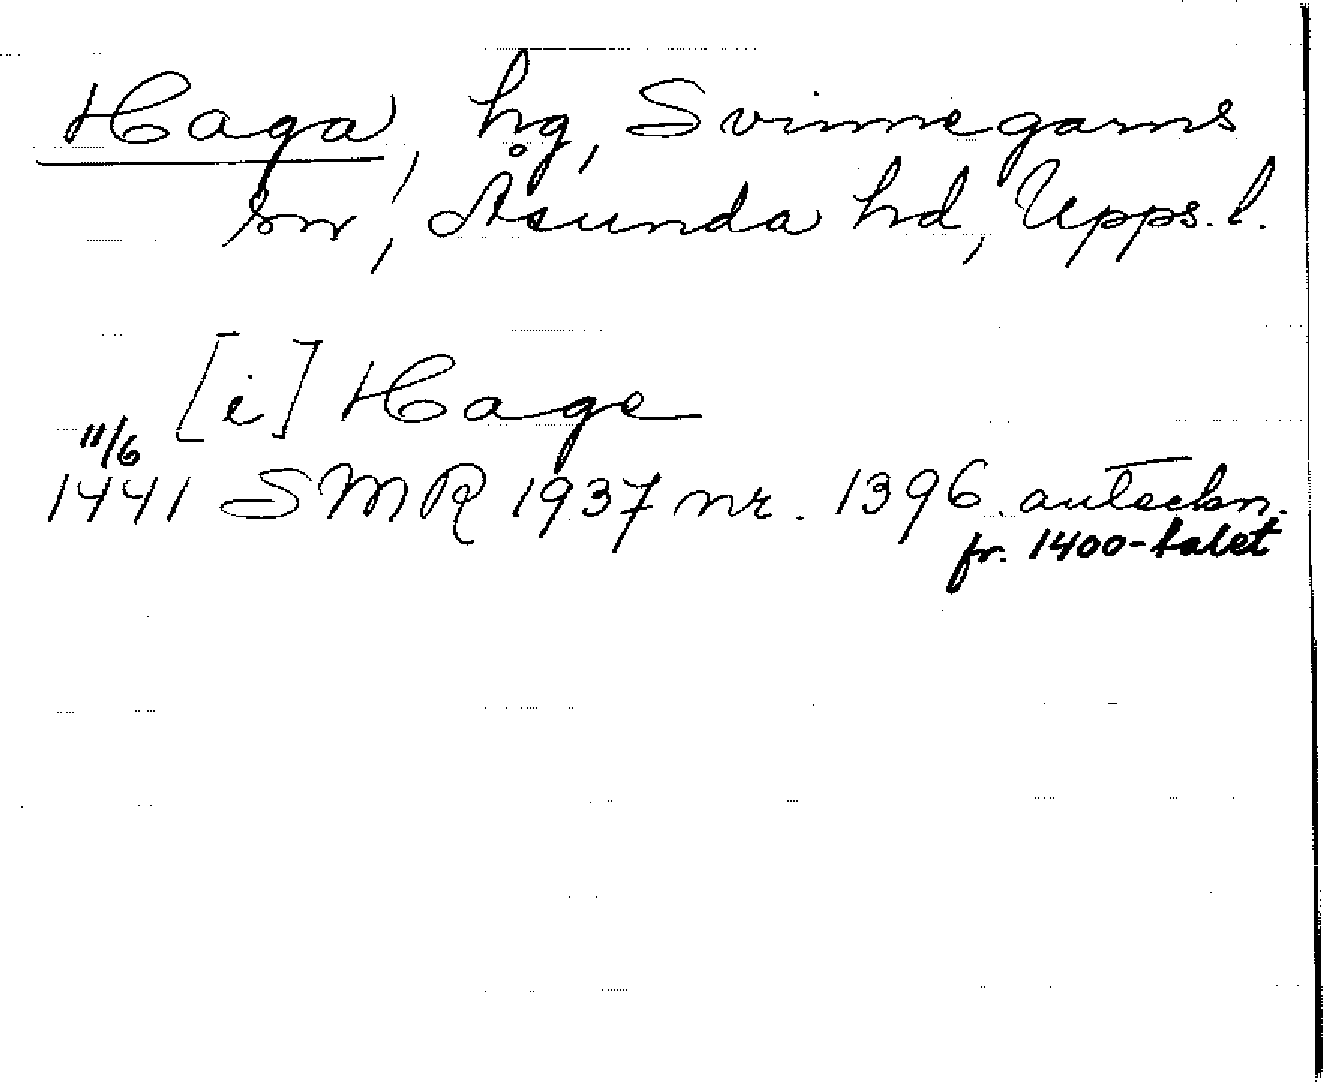 Haga, hg, Svinnegarns
sn, Åsunda hd, Upps. l.
[i] Hage
11/6
1441 SMR 1937 nr. 1396. anteckn.
fr. 1400-talet